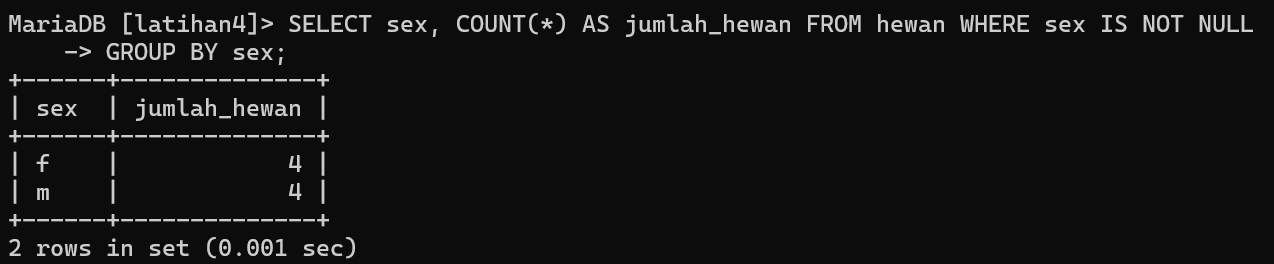 MariaDB [latihan4]> SELECT sex, COUNT(*) AS jumlah_hewan FROM hewan WHERE sex IS NOT NULL
    -> GROUP BY sex;
+------+--------------+
| sex  | jumlah_hewan |
+------+--------------+
| f    |            4 |
| m    |            4 |
+------+--------------+
2 rows in set (0.001 sec)